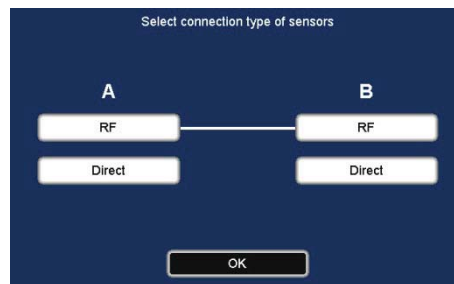 Select connection type of sensors
A B
RF RF
Direct Direct
OK